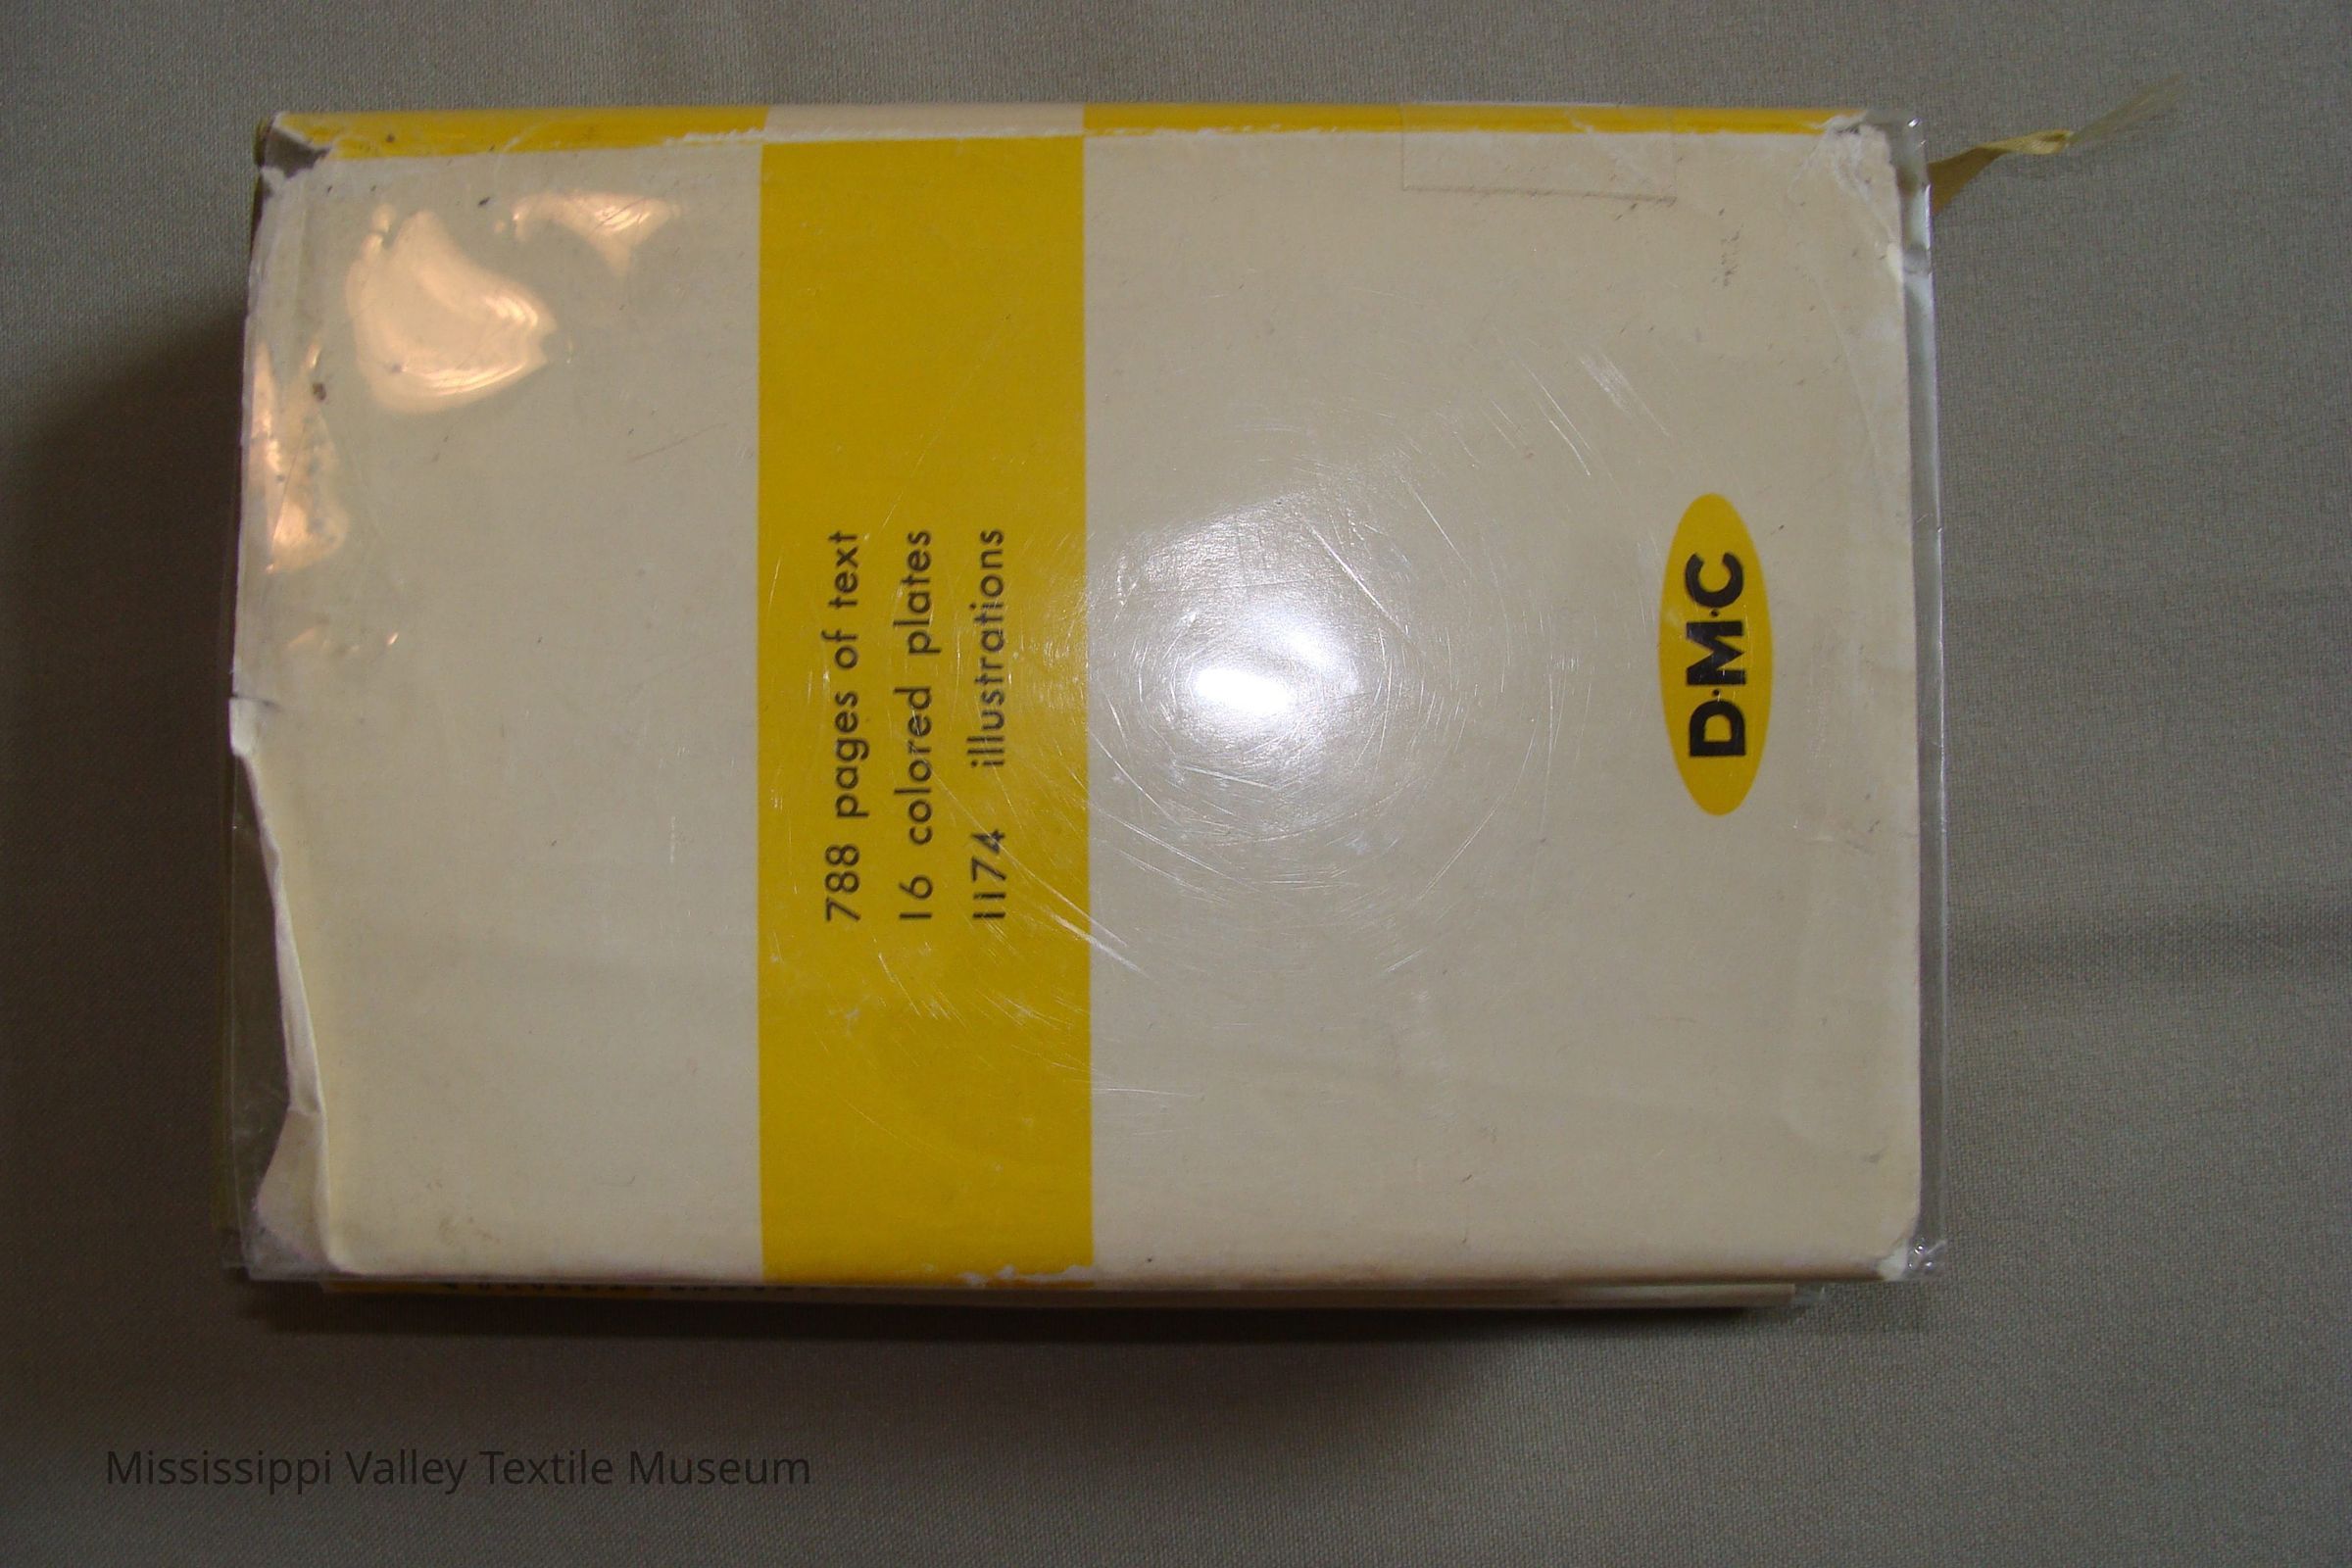 788 pages of text
16 colored plates
1174 illustrations
D·M·C
Mississippi Valley Textile Museum